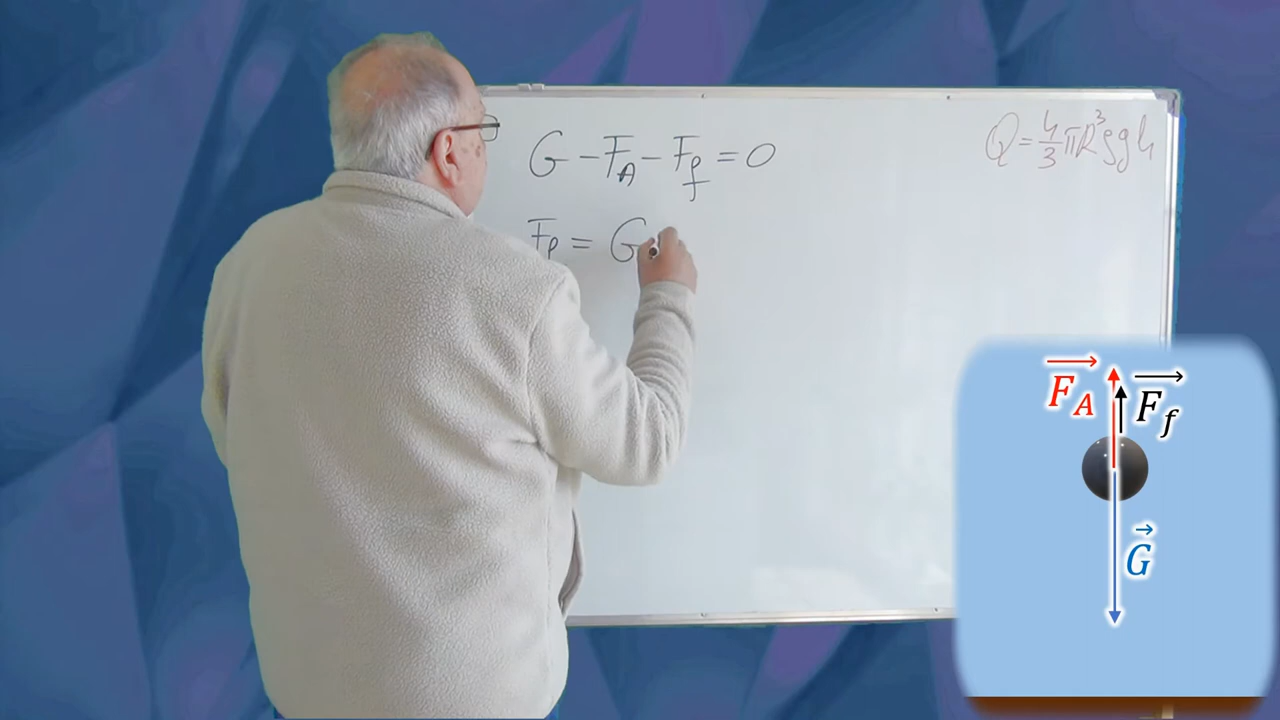 G - F_A - F_f = 0
F_f = G
Q = 4/3 πR³ρgh
F_A F_f
G